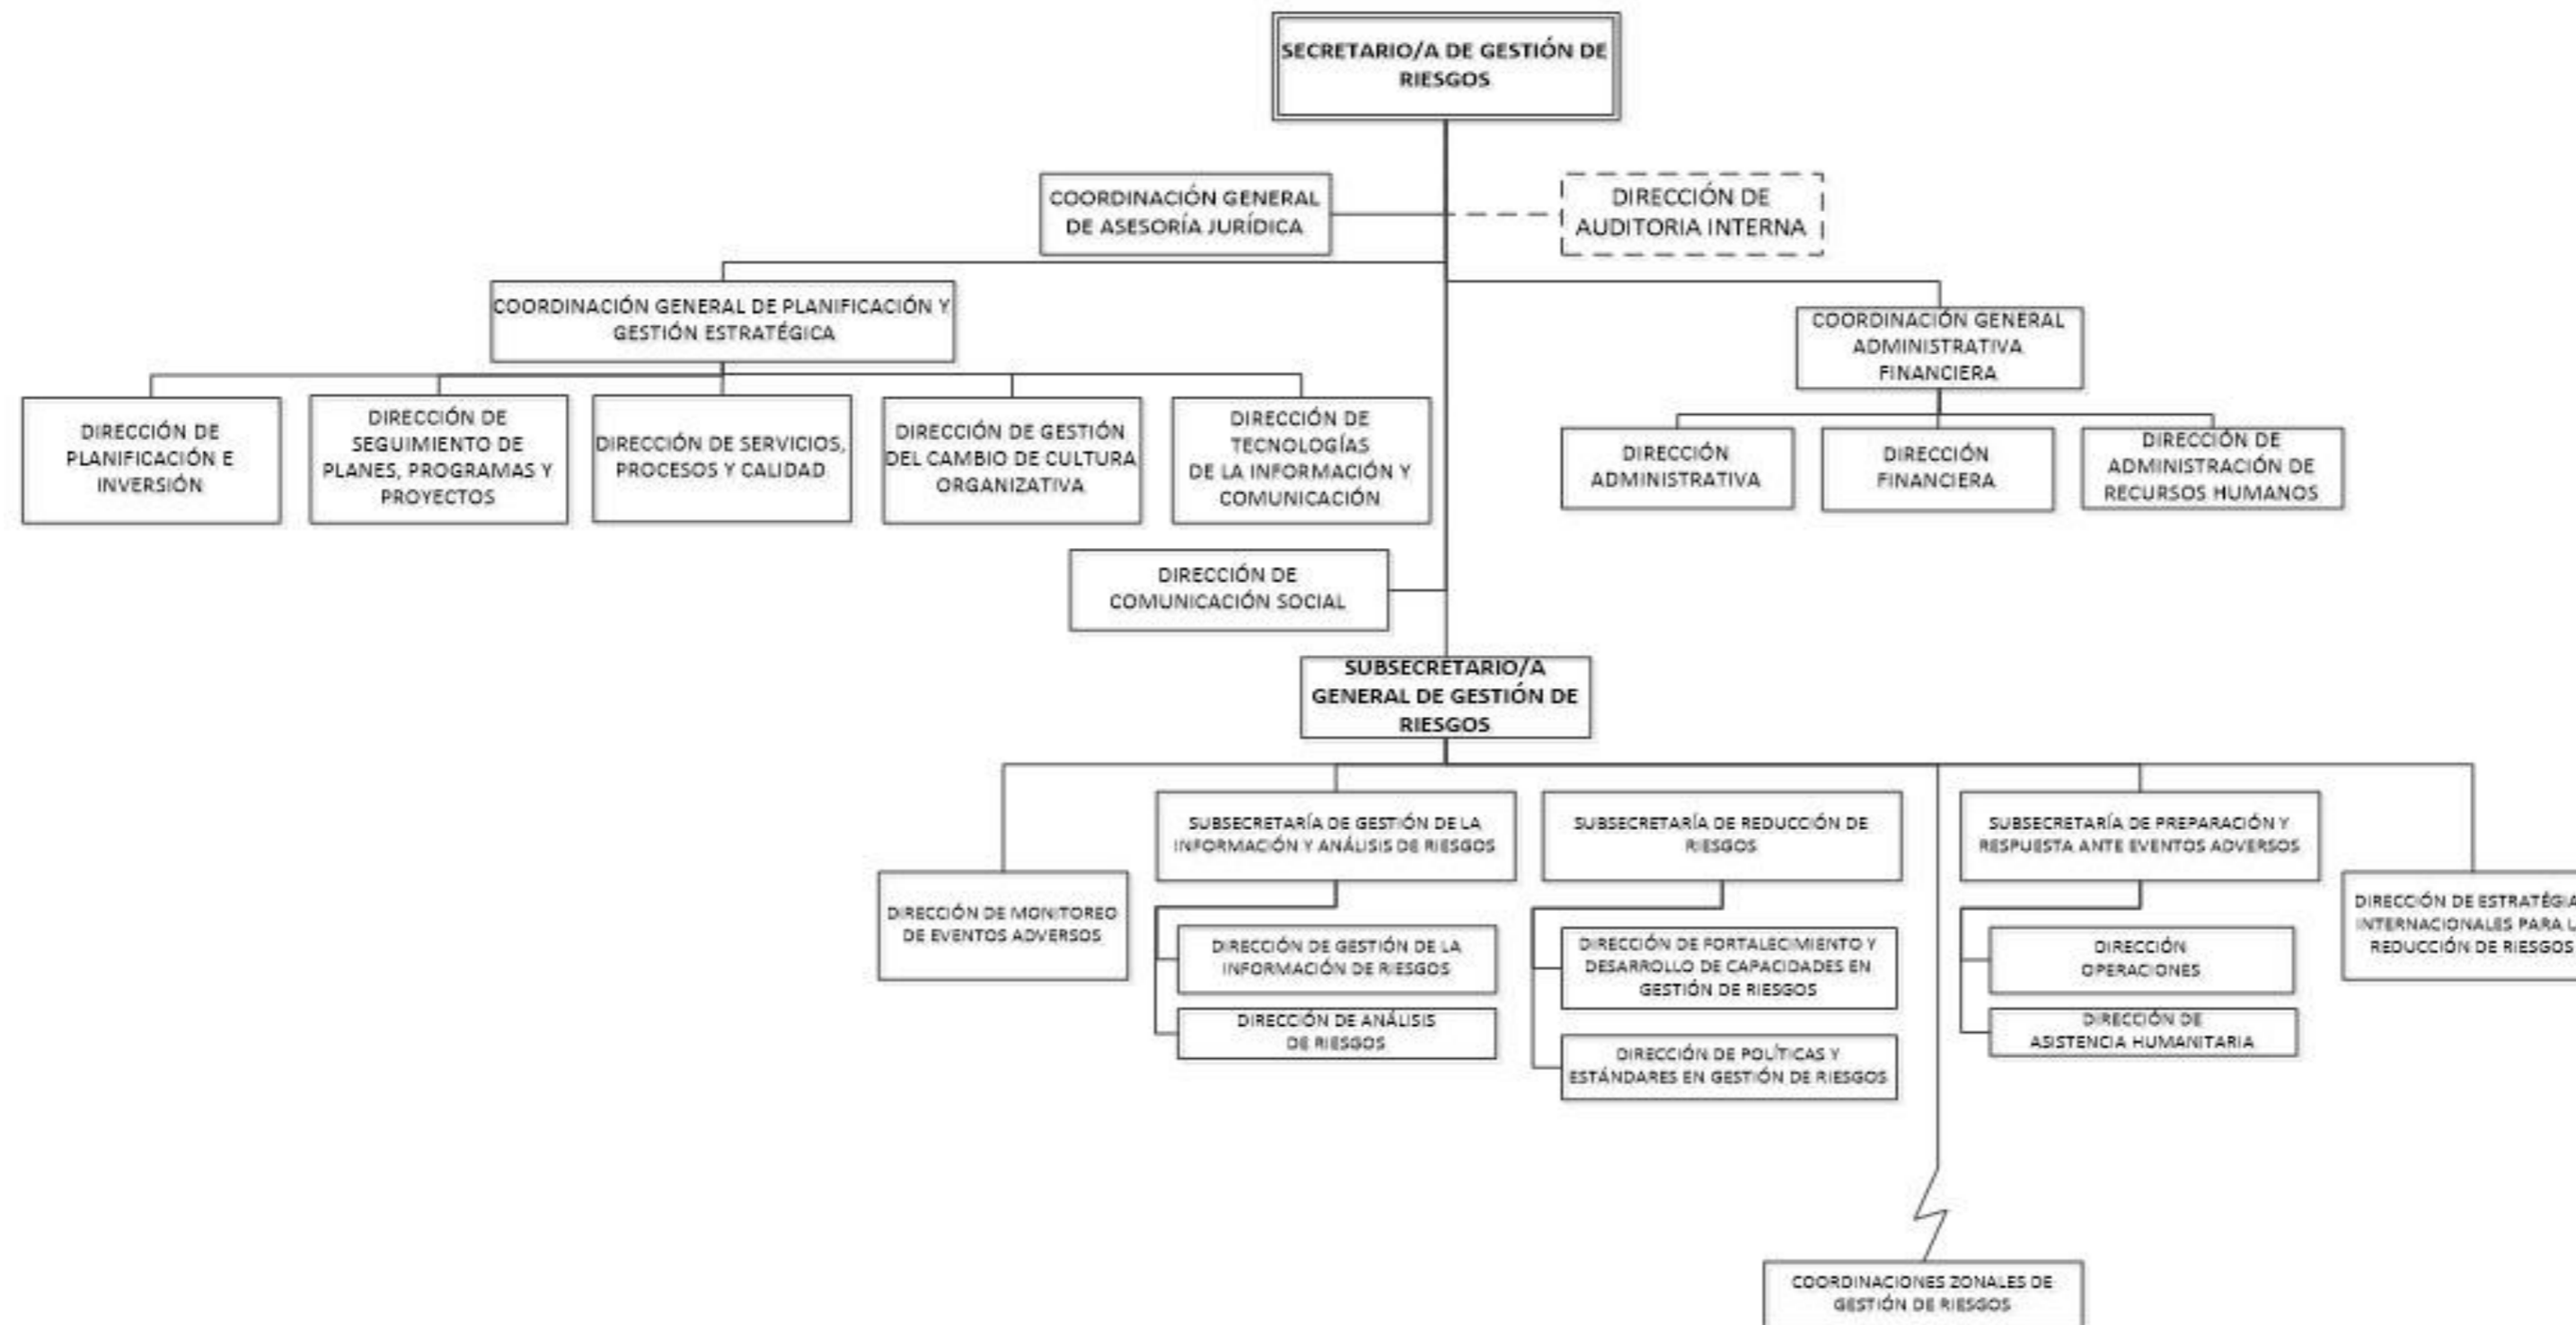 SECRETARIO/A DE GESTIÓN DE
RIESGOS
COORDINACIÓN GENERAL
DE ASESORÍA JURÍDICA
DIRECCIÓN DE
AUDITORIA INTERNA
COORDINACIÓN GENERAL DE PLANIFICACIÓN Y
GESTIÓN ESTRATÉGICA
COORDINACIÓN GENERAL
ADMINISTRATIVA
FINANCIERA
DIRECCIÓN DE
PLANIFICACIÓN E
INVERSIÓN
DIRECCIÓN DE
SEGUIMIENTO DE
PLANES, PROGRAMAS Y
PROYECTOS
DIRECCIÓN DE SERVICIOS,
PROCESOS Y CALIDAD
DIRECCIÓN DE GESTIÓN
DEL CAMBIO DE CULTURA
ORGANIZATIVA
DIRECCIÓN DE
TECNOLOGÍAS
DE LA INFORMACIÓN Y
COMUNICACIÓN
DIRECCIÓN
ADMINISTRATIVA
DIRECCIÓN
FINANCIERA
DIRECCIÓN DE
ADMINISTRACIÓN DE
RECURSOS HUMANOS
DIRECCIÓN DE
COMUNICACIÓN SOCIAL
SUBSECRETARIO/A
GENERAL DE GESTIÓN DE
RIESGOS
SUBSECRETARÍA DE GESTIÓN DE LA
INFORMACIÓN Y ANÁLISIS DE RIESGOS
SUBSECRETARÍA DE REDUCCIÓN DE
RIESGOS
SUBSECRETARÍA DE PREPARACIÓN Y
RESPUESTA ANTE EVENTOS ADVERSOS
DIRECCIÓN DE MONITOREO
DE EVENTOS ADVERSOS
DIRECCIÓN DE GESTIÓN DE LA
INFORMACIÓN DE RIESGOS
DIRECCIÓN DE ANÁLISIS
DE RIESGOS
DIRECCIÓN DE FORTALECIMIENTO Y
DESARROLLO DE CAPACIDADES EN
GESTIÓN DE RIESGOS
DIRECCIÓN DE POLÍTICAS Y
ESTÁNDARES EN GESTIÓN DE RIESGOS
DIRECCIÓN
OPERACIONES
DIRECCIÓN DE
ASISTENCIA HUMANITARIA
DIRECCIÓN DE
INTERNACIONALES PARA
REDUCCIÓN DE RIESGOS
COORDINACIONES ZONALES DE
GESTIÓN DE RIESGOS